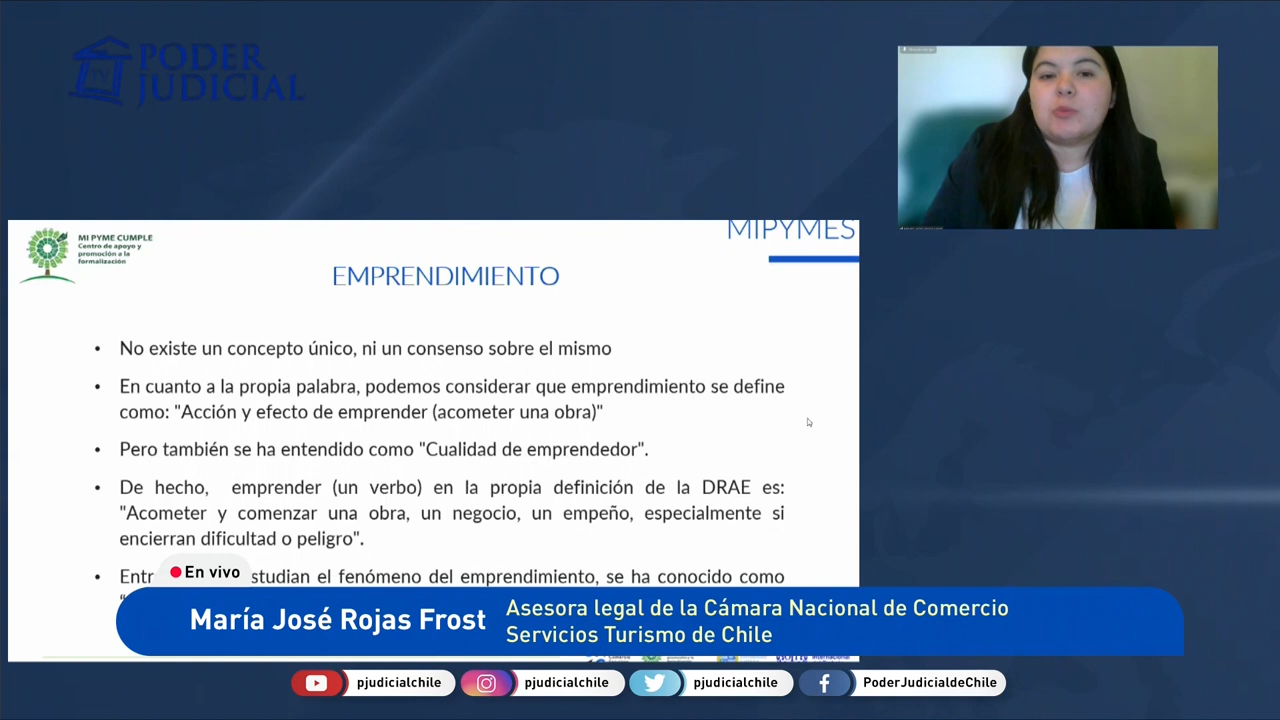 PODER
JUDICIAL
MIPYMES
MI PYME CUMPLE
Centro de apoyo y
promoción a la
formalización
EMPRENDIMIENTO
• No existe un concepto único, ni un consenso sobre el mismo
• En cuanto a la propia palabra, podemos considerar que emprendimiento se define
como: "Acción y efecto de emprender (acometer una obra)"
• Pero también se ha entendido como "Cualidad de emprendedor".
• De hecho, emprender (un verbo) en la propia definición de la DRAE es:
"Acometer y comenzar una obra, un negocio, un empeño, especialmente si
encierran dificultad o peligro".
• Entr studian el fenómeno del emprendimiento, se ha conocido como
En vivo
María José Rojas Frost
Asesora legal de la Cámara Nacional de Comercio
Servicios Turismo de Chile
pjudicialchile
pjudicialchile
pjudicialchile
PoderJudicialdeChile